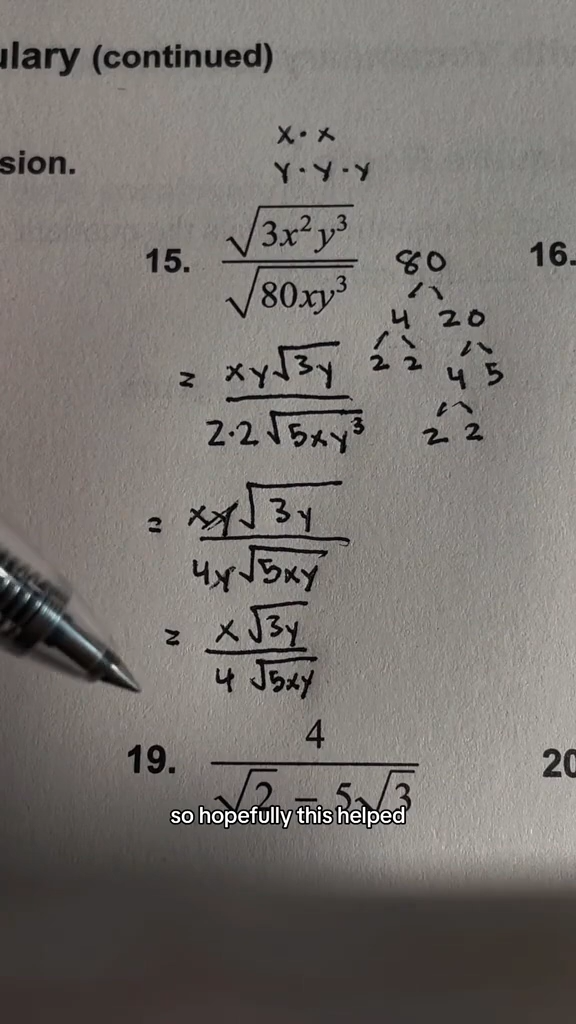 ulary (continued)
x · x
sion.
y · y · y
15. √3x²y³ / √80xy³
16.
80
4 20
2 2 4 5
2 2
= xy√3y / 2·2√5xy³
= xy√3y / 4y√5xy
= x√3y / 4√5xy
19. 4 / √2 − 5√3
20
so hopefully this helped